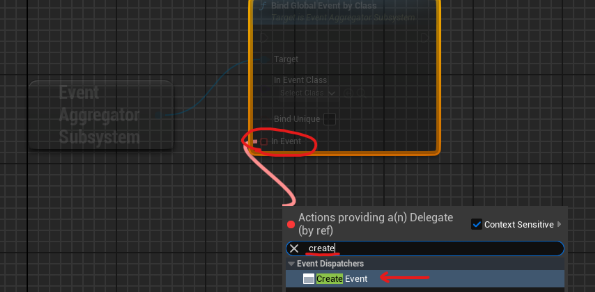 Bind Global Event by Class
Target is Event Aggregator Subsystem
Target
In Event Class
Select Class
Bind Unique
In Event
Event
Aggregator
Subsystem
Actions providing a(n) Delegate
(by ref)
Context Sensitive
create
Event Dispatchers
Create Event